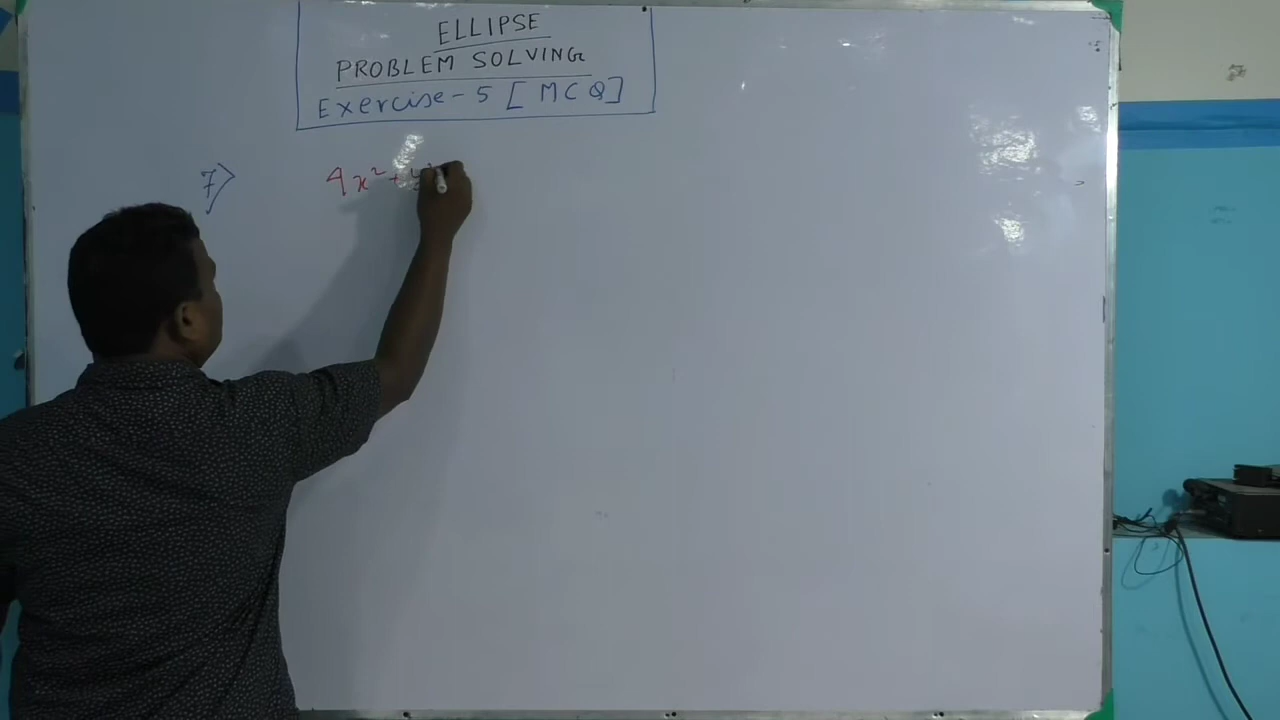 ELLIPSE
PROBLEM SOLVING
Exercise-5 [MCQ]
7> 4x² +